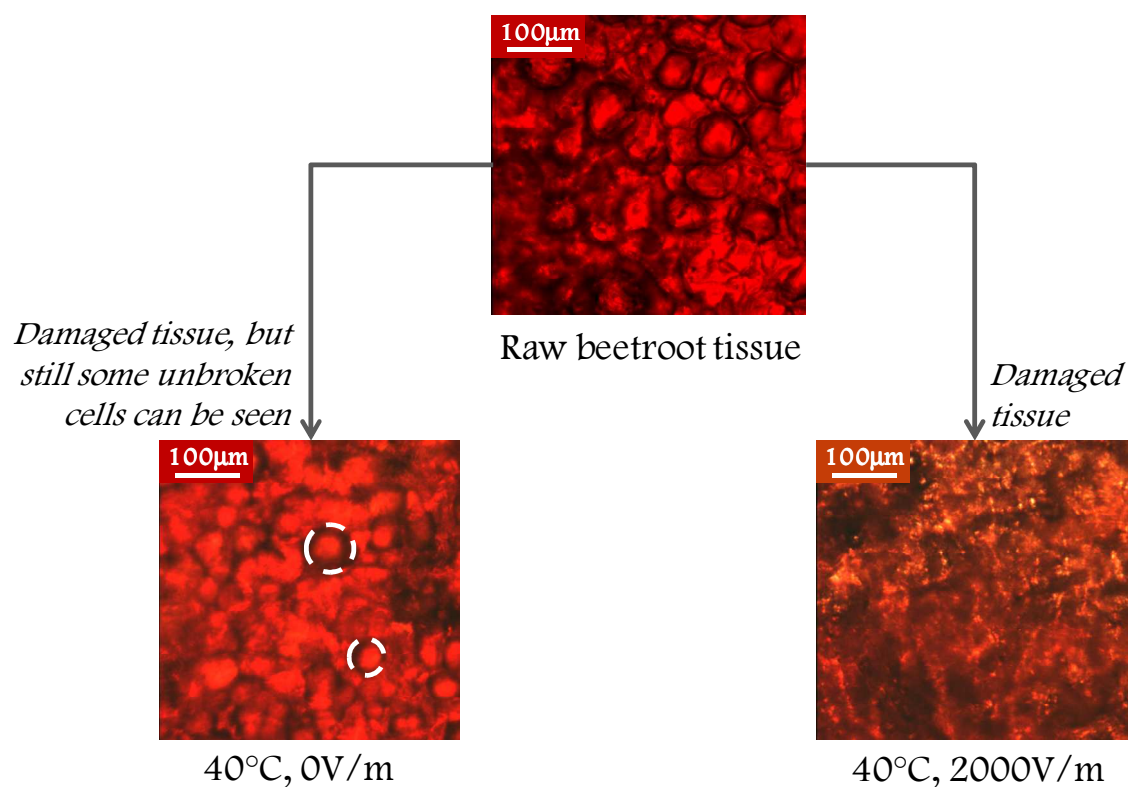 100µm
Raw beetroot tissue
Damaged tissue, but
still some unbroken
cells can be seen
Damaged
tissue
100µm
100µm
40°C, 0V/m
40°C, 2000V/m